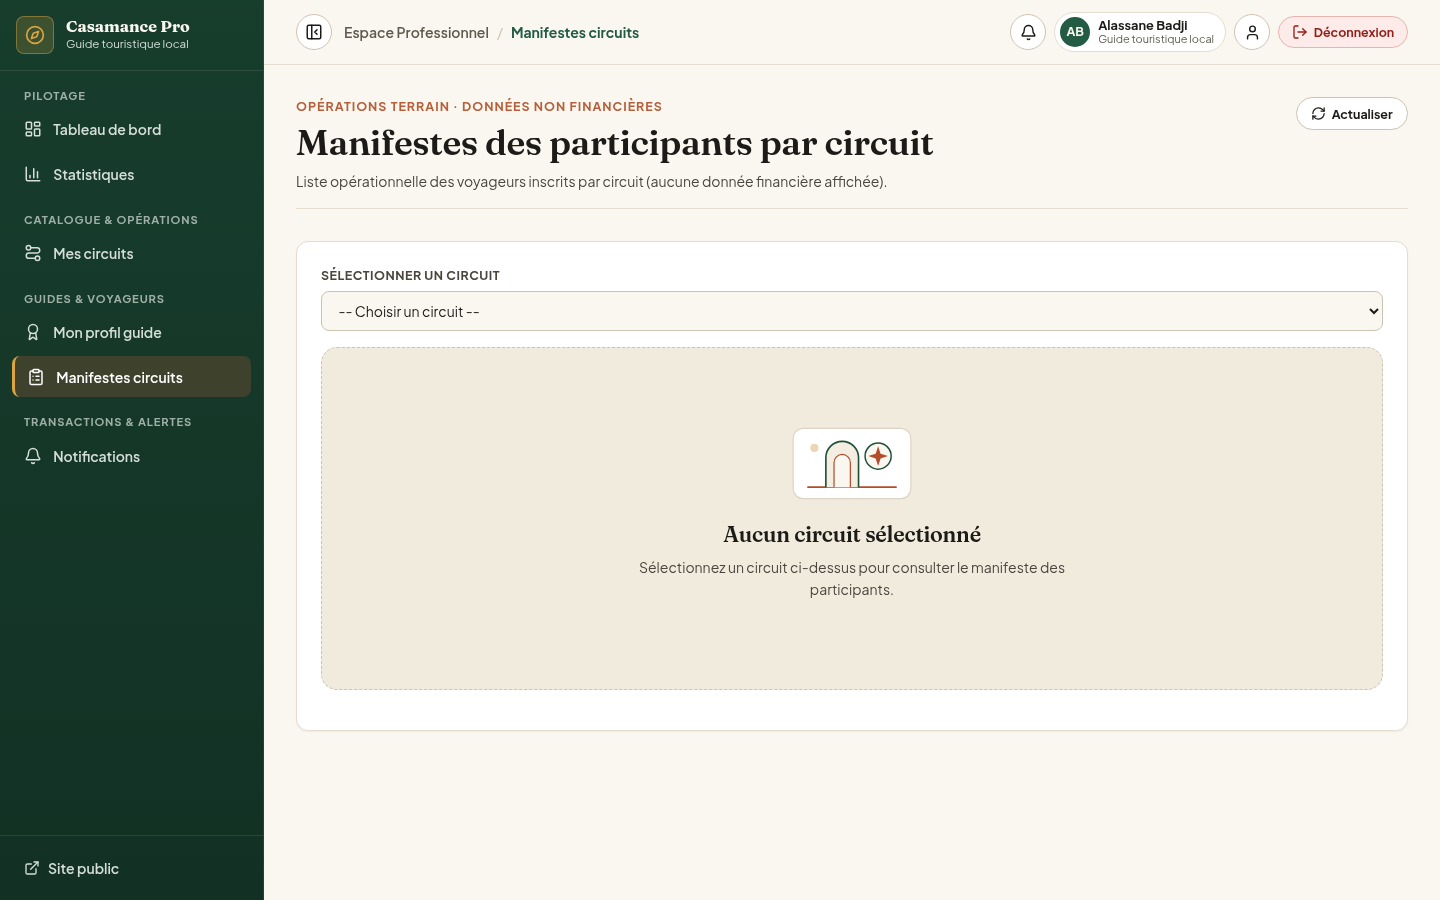 Casamance Pro
Guide touristique local
PILOTAGE
Tableau de bord
Statistiques
CATALOGUE & OPÉRATIONS
Mes circuits
GUIDES & VOYAGEURS
Mon profil guide
Manifestes circuits
TRANSACTIONS & ALERTES
Notifications
Site public
Espace Professionnel / Manifestes circuits
AB
Alassane Badji
Guide touristique local
Déconnexion
OPÉRATIONS TERRAIN · DONNÉES NON FINANCIÈRES
Manifestes des participants par circuit
Liste opérationnelle des voyageurs inscrits par circuit (aucune donnée financière affichée).
Actualiser
SÉLECTIONNER UN CIRCUIT
-- Choisir un circuit --
Aucun circuit sélectionné
Sélectionnez un circuit ci-dessus pour consulter le manifeste des
participants.